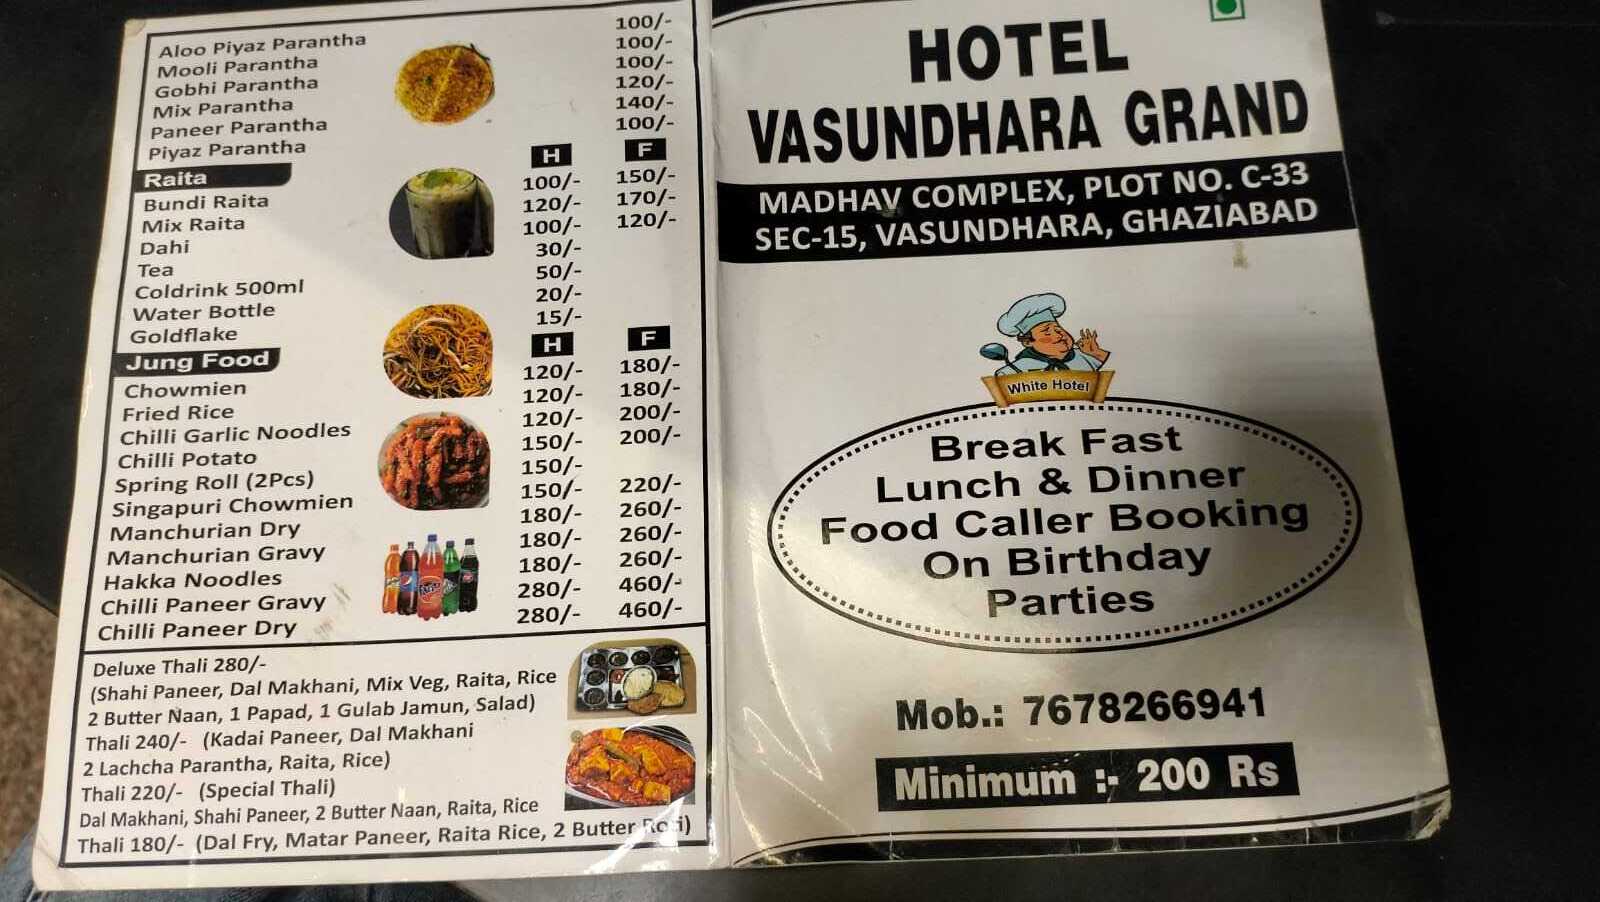 Aloo Piyaz Parantha 100/-
Mooli Parantha 100/-
Gobhi Parantha 100/-
Mix Parantha 120/-
Paneer Parantha 140/-
Piyaz Parantha 100/-
Raita H F
Bundi Raita 100/- 150/-
Mix Raita 120/- 170/-
Dahi 100/- 120/-
Tea 30/-
Coldrink 500ml 50/-
Water Bottle 20/-
Goldflake 15/-
Jung Food H F
Chowmien 120/- 180/-
Fried Rice 120/- 180/-
Chilli Garlic Noodles 120/- 200/-
Chilli Potato 150/- 200/-
Spring Roll (2Pcs) 150/-
Singapuri Chowmien 150/- 220/-
Manchurian Dry 180/- 260/-
Manchurian Gravy 180/- 260/-
Hakka Noodles 180/- 260/-
Chilli Paneer Gravy 280/- 460/-
Chilli Paneer Dry 280/- 460/-
Deluxe Thali 280/-
(Shahi Paneer, Dal Makhani, Mix Veg, Raita, Rice
2 Butter Naan, 1 Papad, 1 Gulab Jamun, Salad)
Thali 240/- (Kadai Paneer, Dal Makhani
2 Lachcha Parantha, Raita, Rice)
Thali 220/- (Special Thali)
Dal Makhani, Shahi Paneer, 2 Butter Naan, Raita, Rice
Thali 180/- (Dal Fry, Matar Paneer, Raita Rice, 2 Butter Roti)
HOTEL
VASUNDHARA GRAND
MADHAV COMPLEX, PLOT NO. C-33
SEC-15, VASUNDHARA, GHAZIABAD
White Hotel
Break Fast
Lunch & Dinner
Food Caller Booking
On Birthday
Parties
Mob.: 7678266941
Minimum :- 200 Rs